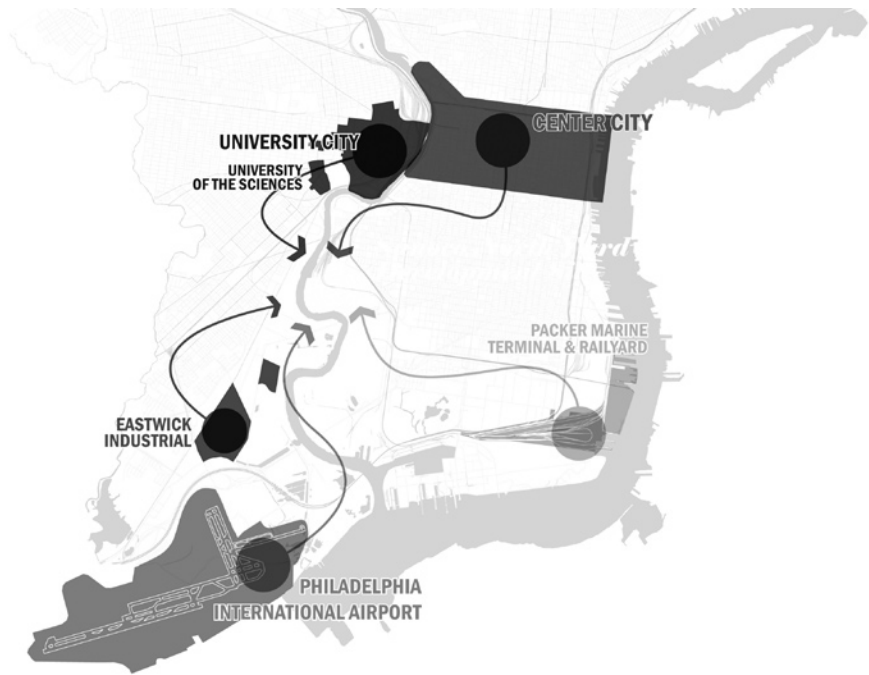 CENTER CITY
UNIVERSITY CITY
UNIVERSITY
OF THE SCIENCES
PACKER MARINE
TERMINAL & RAILYARD
EASTWICK
INDUSTRIAL
PHILADELPHIA
INTERNATIONAL AIRPORT